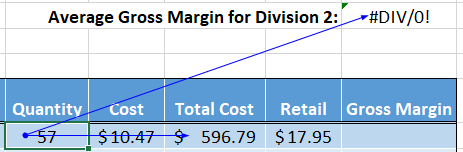 Average Gross Margin for Division 2: #DIV/0!
Quantity Cost Total Cost Retail Gross Margin
57 $10.47 $ 596.79 $17.95